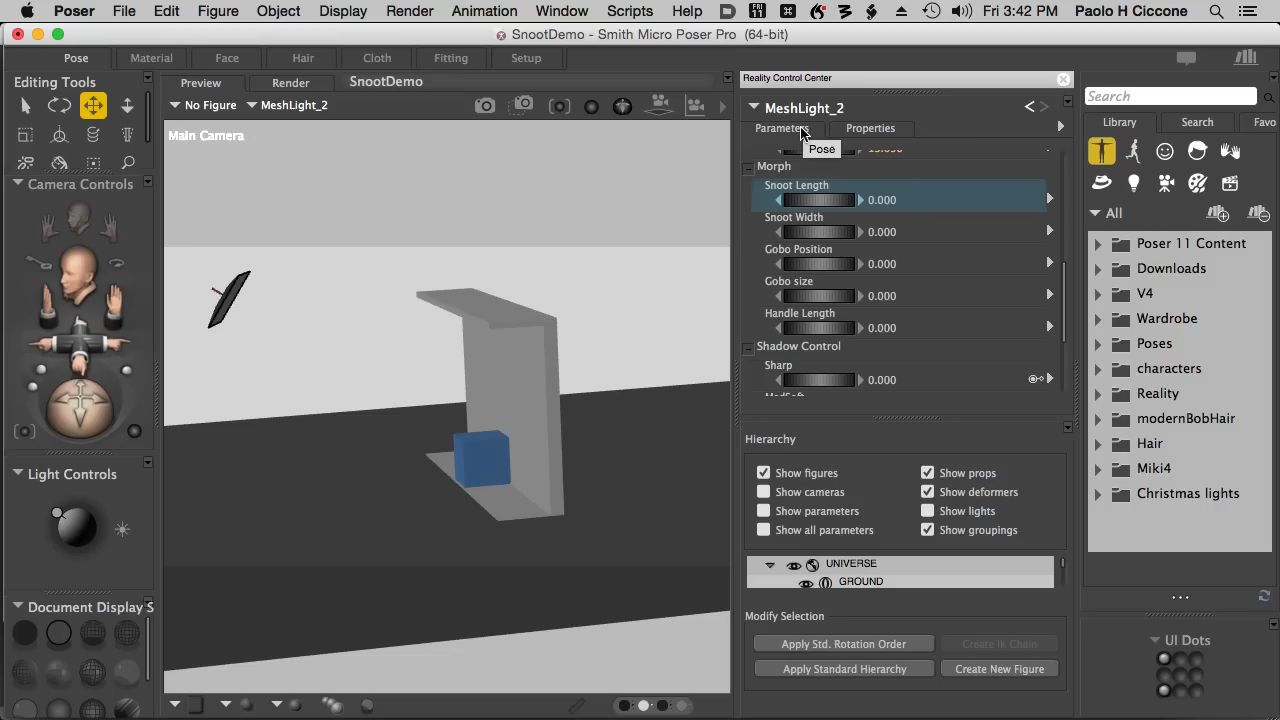 Poser File Edit Figure Object Display Render Animation Window Scripts Help Fri 3:42 PM Paolo H Ciccone
SnootDemo - Smith Micro Poser Pro (64-bit)
Pose Material Face Hair Cloth Fitting Setup
Editing Tools
Preview Render SnootDemo
No Figure MeshLight_2
Main Camera
Camera Controls
Light Controls
Document Display S
Reality Control Center
MeshLight_2
Parameters Properties
Pose
Morph
Snoot Length
0.000
Snoot Width
0.000
Gobo Position
0.000
Gobo size
0.000
Handle Length
0.000
Shadow Control
Sharp
0.000
Hierarchy
Show figures Show props
Show cameras Show deformers
Show parameters Show lights
Show all parameters Show groupings
UNIVERSE
GROUND
Modify Selection
Apply Std. Rotation Order Create IK Chain
Apply Standard Hierarchy Create New Figure
Search
Library Search Favo
All
Poser 11 Content
Downloads
V4
Wardrobe
Poses
characters
Reality
modernBobHair
Hair
Miki4
Christmas lights
UI Dots